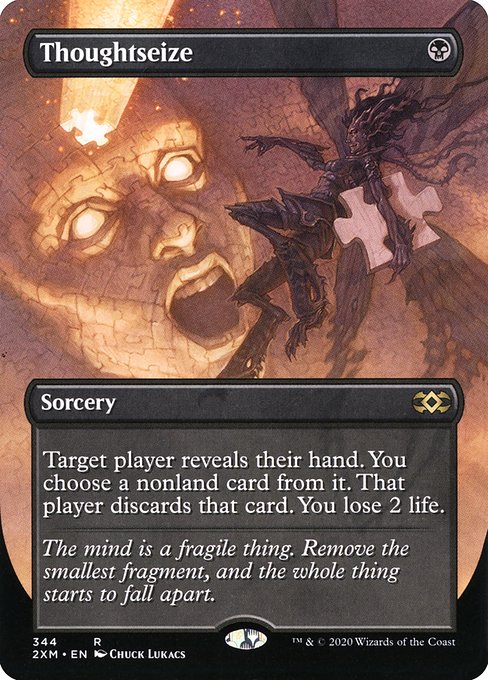 Thoughtseize
Sorcery
Target player reveals their hand. You
choose a nonland card from it. That
player discards that card. You lose 2 life.
The mind is a fragile thing. Remove the
smallest fragment, and the whole thing
starts to fall apart.
344 R
2XM • EN Chuck Lukacs
™ & © 2020 Wizards of the Coast